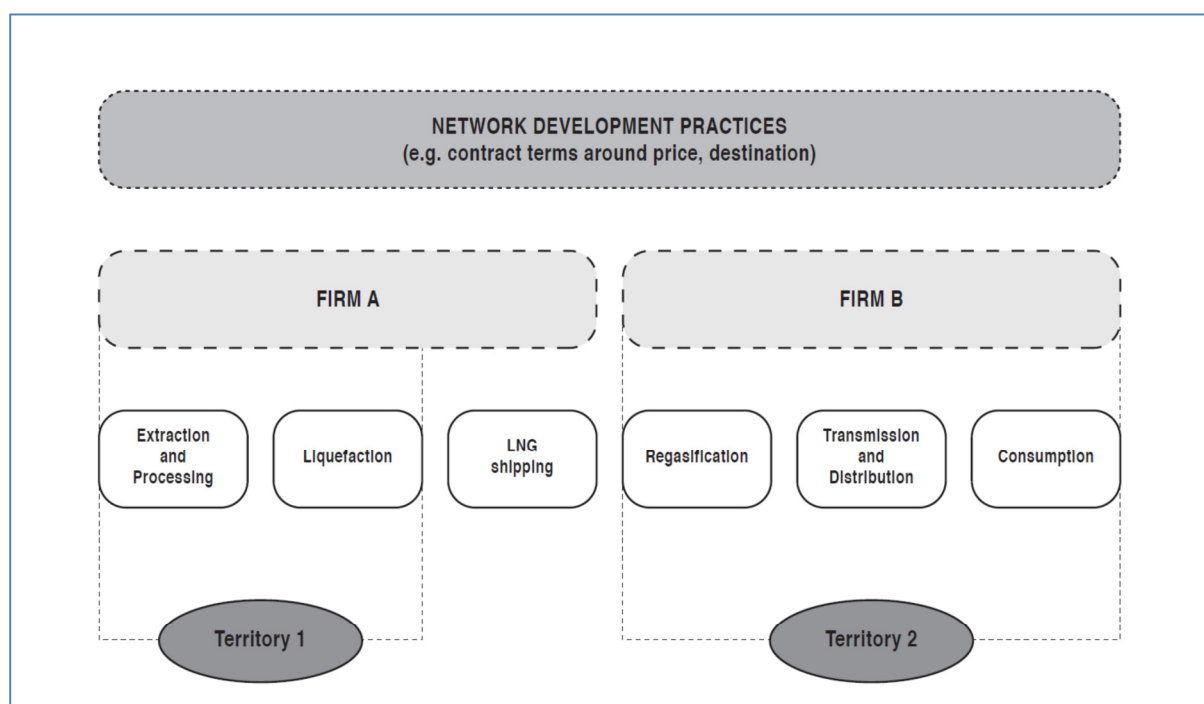 NETWORK DEVELOPMENT PRACTICES
(e.g. contract terms around price, destination)
FIRM A
FIRM B
Extraction
and
Processing
Liquefaction
LNG
shipping
Regasification
Transmission
and
Distribution
Consumption
Territory 1
Territory 2